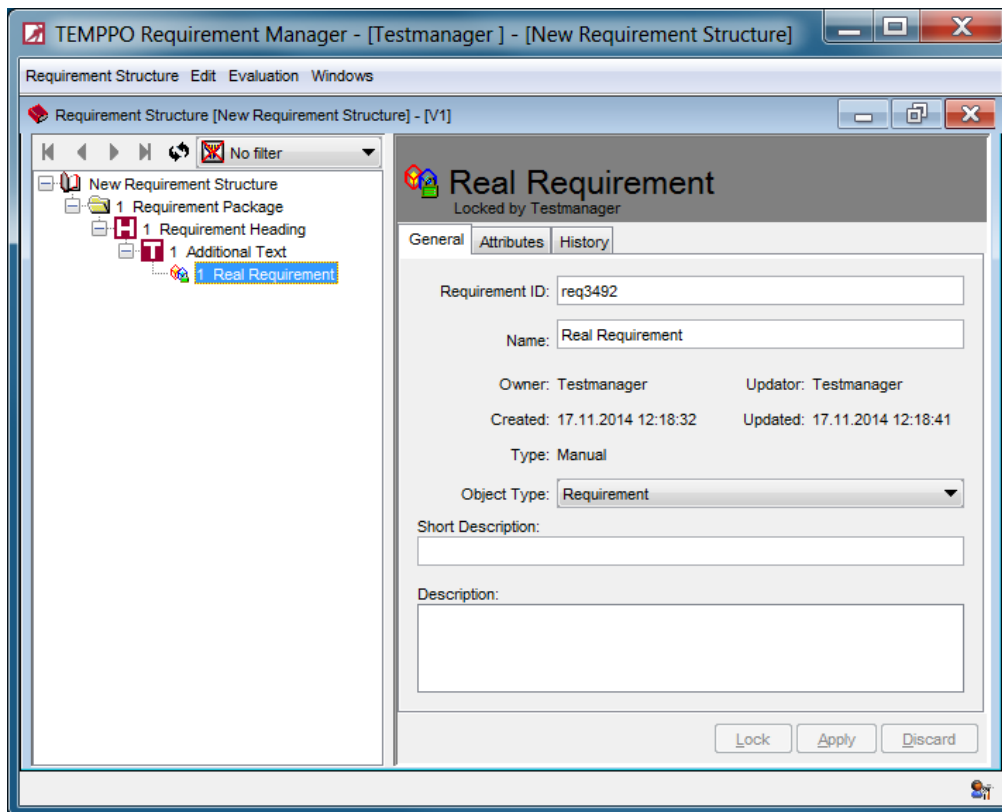 TEMPPO Requirement Manager - [Testmanager ] - [New Requirement Structure]
Requirement Structure Edit Evaluation Windows
Requirement Structure [New Requirement Structure] - [V1]
No filter
New Requirement Structure
1 Requirement Package
H 1 Requirement Heading
T 1 Additional Text
1 Real Requirement
Real Requirement
Locked by Testmanager
General Attributes History
Requirement ID: req3492
Name: Real Requirement
Owner: Testmanager Updator: Testmanager
Created: 17.11.2014 12:18:32 Updated: 17.11.2014 12:18:41
Type: Manual
Object Type: Requirement
Short Description:
Description:
Lock Apply Discard